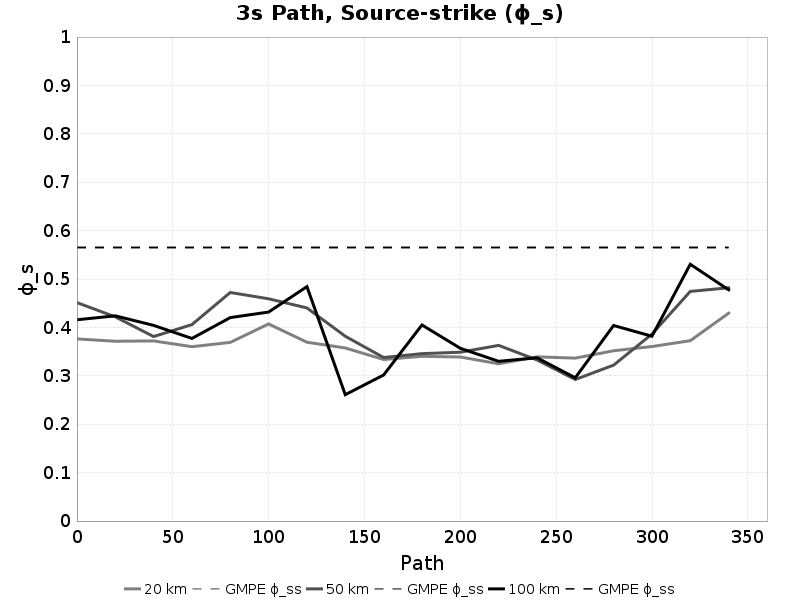 3s Path, Source-strike (ϕ_s)
1
0.9
0.8
0.7
0.6
0.5
0.4
0.3
0.2
0.1
0
ϕ_s
0 50 100 150 200 250 300 350
Path
20 km GMPE ϕ_ss 50 km GMPE ϕ_ss 100 km GMPE ϕ_ss